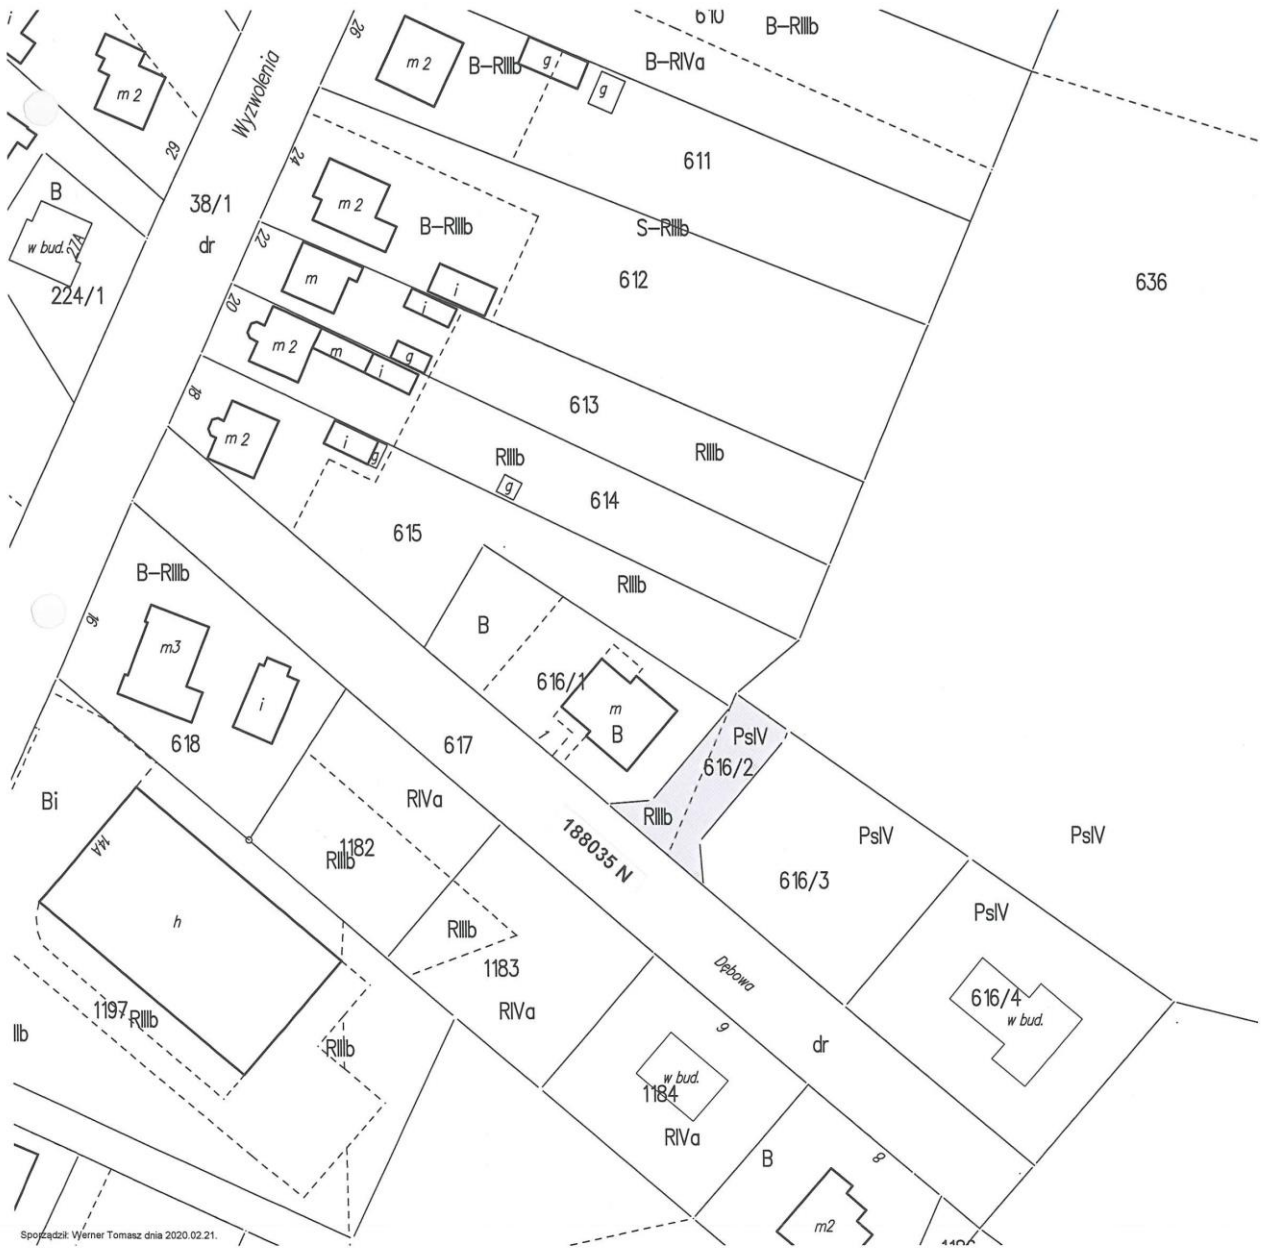 610
B-RIIIb
26
i
m 2
B-RIIIb
g
B-RIVa
g
m 2
Wyzwolenia
29
24
611
B
38/1
m 2
B-RIIIb
S-RIIIb
w bud.
27A
dr
22
m
i
612
636
224/1
20
i
m 2
m
g
i
613
18
m 2
i
g
RIIIb
RIIIb
g
614
615
B-RIIIb
RIIIb
16
m3
B
616/1
i
m
B
618
617
PsIV
616/2
Bi
RIVa
RIIIb
PsIV
PsIV
14A
1182
RIIIb
188035 N
616/3
h
RIIIb
PsIV
1183
Dębowa
616/4
w bud.
1197
RIIIb
RIVa
IIb
RIIIb
9
dr
w bud.
1184
RIVa
B
8
m2
Sporządził: Werner Tomasz dnia 2020.02.21.